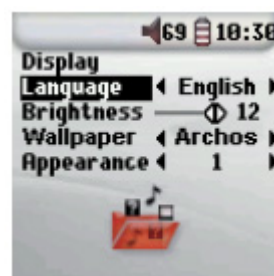 69 10:30
Display
Language English
Brightness 12
Wallpaper Archos
Appearance 1